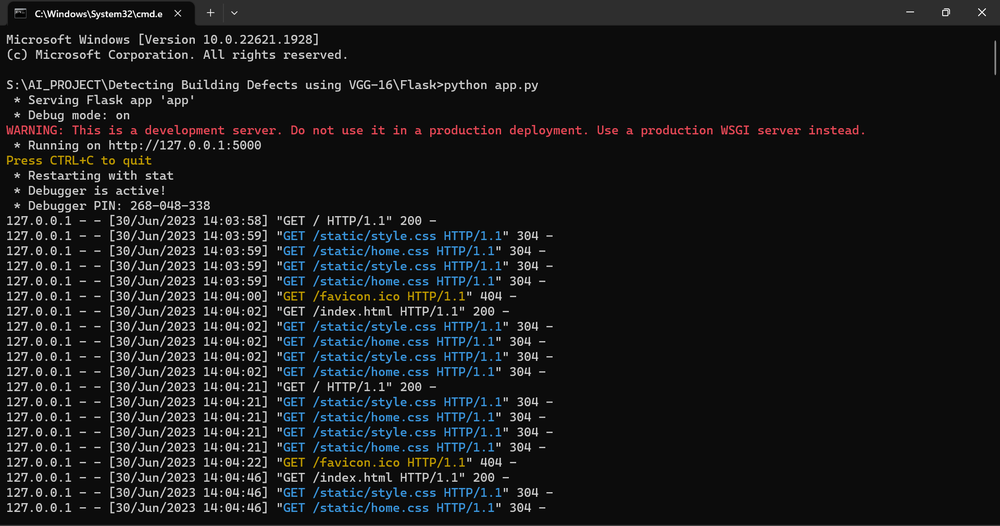 C:\Windows\System32\cmd.e
Microsoft Windows [Version 10.0.22621.1928]
(c) Microsoft Corporation. All rights reserved.
S:\AI_PROJECT\Detecting Building Defects using VGG-16\Flask>python app.py
 * Serving Flask app 'app'
 * Debug mode: on
WARNING: This is a development server. Do not use it in a production deployment. Use a production WSGI server instead.
 * Running on http://127.0.0.1:5000
Press CTRL+C to quit
 * Restarting with stat
 * Debugger is active!
 * Debugger PIN: 268-048-338
127.0.0.1 - - [30/Jun/2023 14:03:58] "GET / HTTP/1.1" 200 -
127.0.0.1 - - [30/Jun/2023 14:03:59] "GET /static/style.css HTTP/1.1" 304 -
127.0.0.1 - - [30/Jun/2023 14:03:59] "GET /static/home.css HTTP/1.1" 304 -
127.0.0.1 - - [30/Jun/2023 14:03:59] "GET /static/style.css HTTP/1.1" 304 -
127.0.0.1 - - [30/Jun/2023 14:03:59] "GET /static/home.css HTTP/1.1" 304 -
127.0.0.1 - - [30/Jun/2023 14:04:00] "GET /favicon.ico HTTP/1.1" 404 -
127.0.0.1 - - [30/Jun/2023 14:04:02] "GET /index.html HTTP/1.1" 200 -
127.0.0.1 - - [30/Jun/2023 14:04:02] "GET /static/style.css HTTP/1.1" 304 -
127.0.0.1 - - [30/Jun/2023 14:04:02] "GET /static/home.css HTTP/1.1" 304 -
127.0.0.1 - - [30/Jun/2023 14:04:02] "GET /static/style.css HTTP/1.1" 304 -
127.0.0.1 - - [30/Jun/2023 14:04:02] "GET /static/home.css HTTP/1.1" 304 -
127.0.0.1 - - [30/Jun/2023 14:04:21] "GET / HTTP/1.1" 200 -
127.0.0.1 - - [30/Jun/2023 14:04:21] "GET /static/style.css HTTP/1.1" 304 -
127.0.0.1 - - [30/Jun/2023 14:04:21] "GET /static/home.css HTTP/1.1" 304 -
127.0.0.1 - - [30/Jun/2023 14:04:21] "GET /static/style.css HTTP/1.1" 304 -
127.0.0.1 - - [30/Jun/2023 14:04:21] "GET /static/home.css HTTP/1.1" 304 -
127.0.0.1 - - [30/Jun/2023 14:04:22] "GET /favicon.ico HTTP/1.1" 404 -
127.0.0.1 - - [30/Jun/2023 14:04:46] "GET /index.html HTTP/1.1" 200 -
127.0.0.1 - - [30/Jun/2023 14:04:46] "GET /static/style.css HTTP/1.1" 304 -
127.0.0.1 - - [30/Jun/2023 14:04:46] "GET /static/home.css HTTP/1.1" 304 -